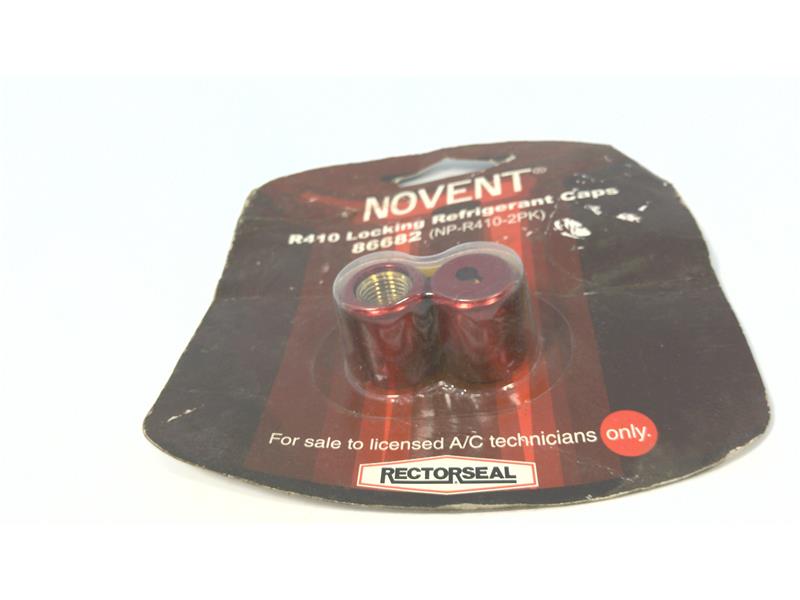 NOVENT®
R410 Locking Refrigerant Caps
86682 (NP-R410-2PK)
For sale to licensed A/C technicians only.
RECTORSEAL